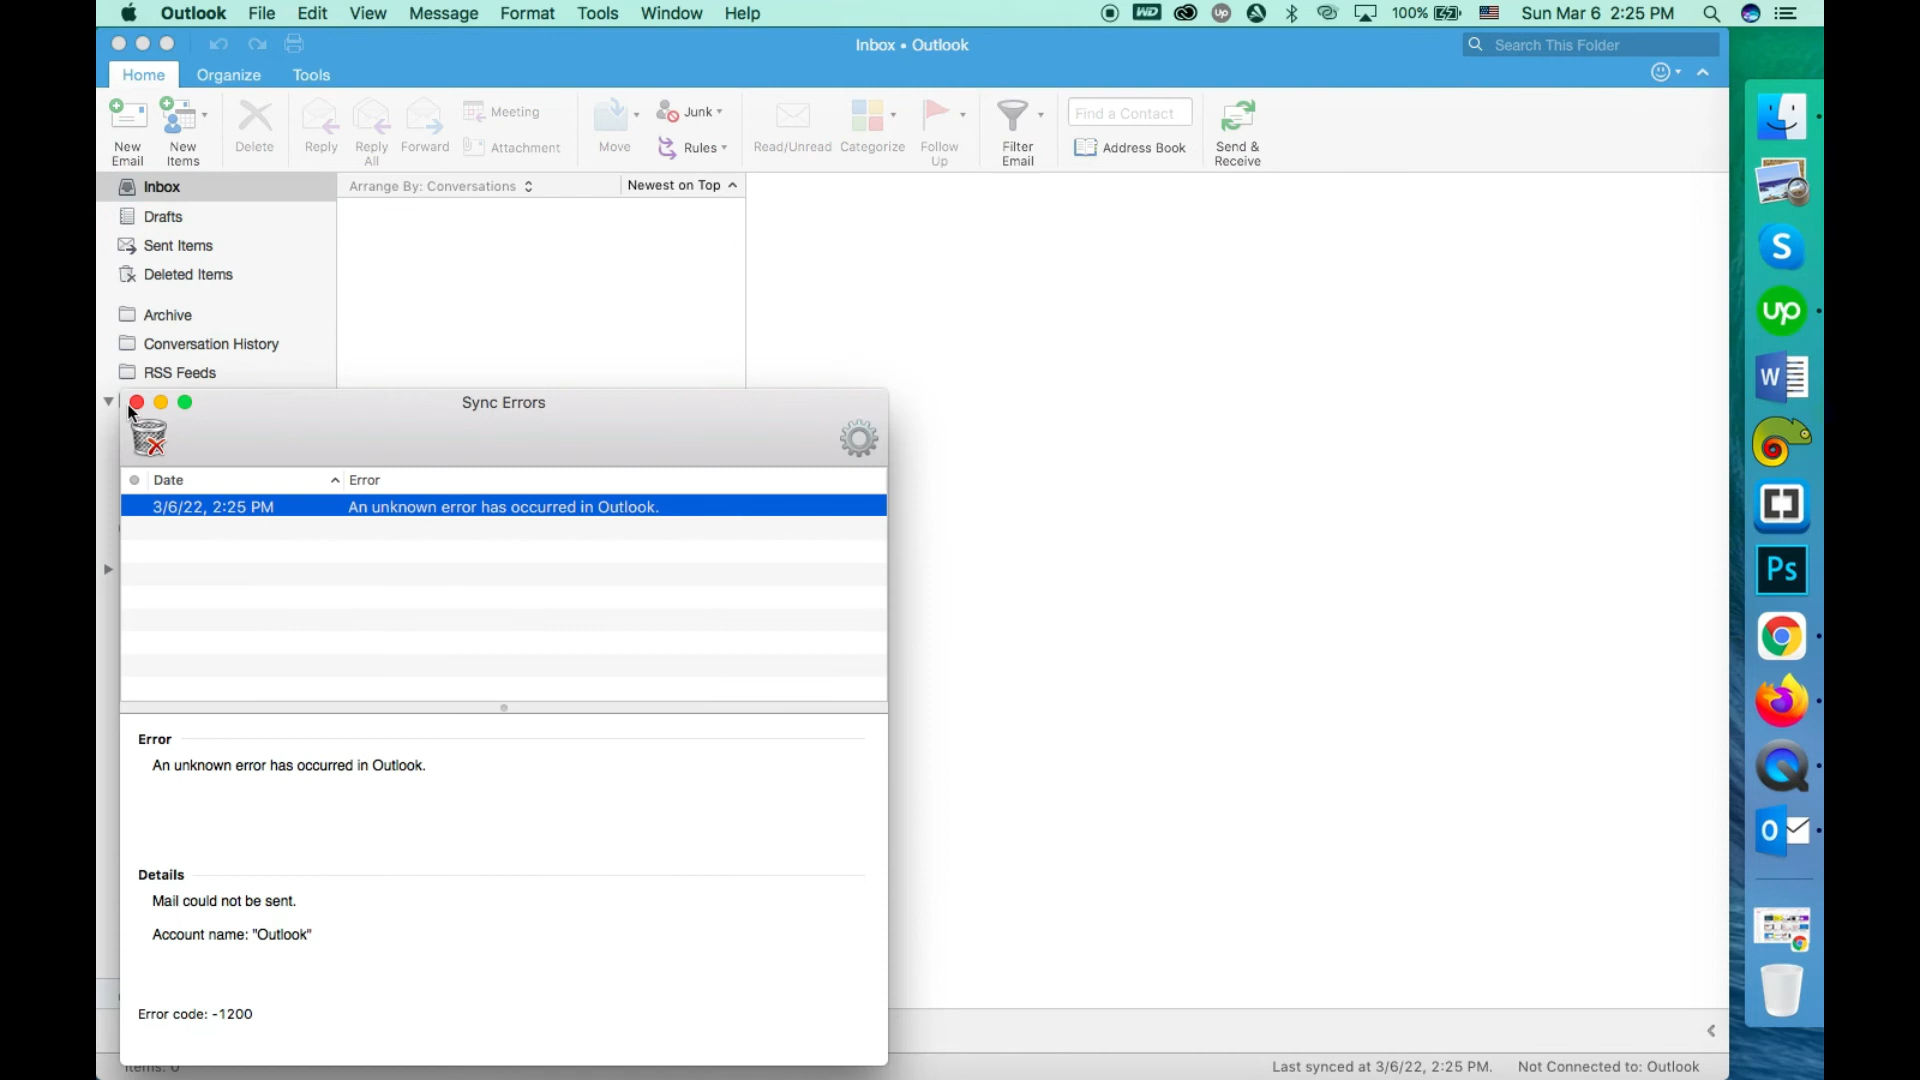 Outlook File Edit View Message Format Tools Window Help
WD up 100% Sun Mar 6 2:25 PM
Inbox • Outlook
Search This Folder
Home Organize Tools
New Email
New Items
Delete
Reply
Reply All
Forward
Meeting
Attachment
Move
Junk
Rules
Read/Unread
Categorize
Follow Up
Filter Email
Find a Contact
Address Book
Send & Receive
Inbox
Drafts
Sent Items
Deleted Items
Archive
Conversation History
RSS Feeds
Arrange By: Conversations
Newest on Top
Sync Errors
Date Error
3/6/22, 2:25 PM An unknown error has occurred in Outlook.
Error
An unknown error has occurred in Outlook.
Details
Mail could not be sent.
Account name: "Outlook"
Error code: -1200
Items: 0
Last synced at 3/6/22, 2:25 PM. Not Connected to: Outlook
S
up
W
Ps
O